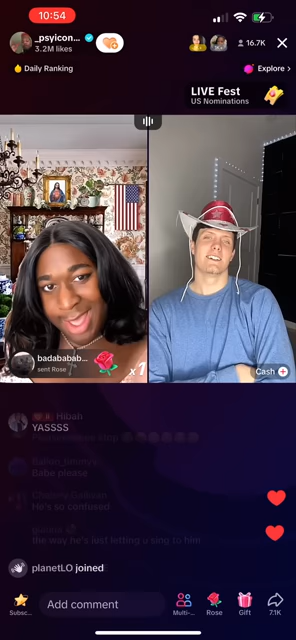 10:54
_psyicon...
3.2M likes
16.7K
Daily Ranking
Explore >
LIVE Fest
US Nominations
badababab...
sent Rose
x1
Cash
Hibah
YASSSS
Babe please
He's so confused
the way he's just letting u sing to him
planetLO joined
Add comment
Subsc...
Multi-...
Rose
Gift
7.1K